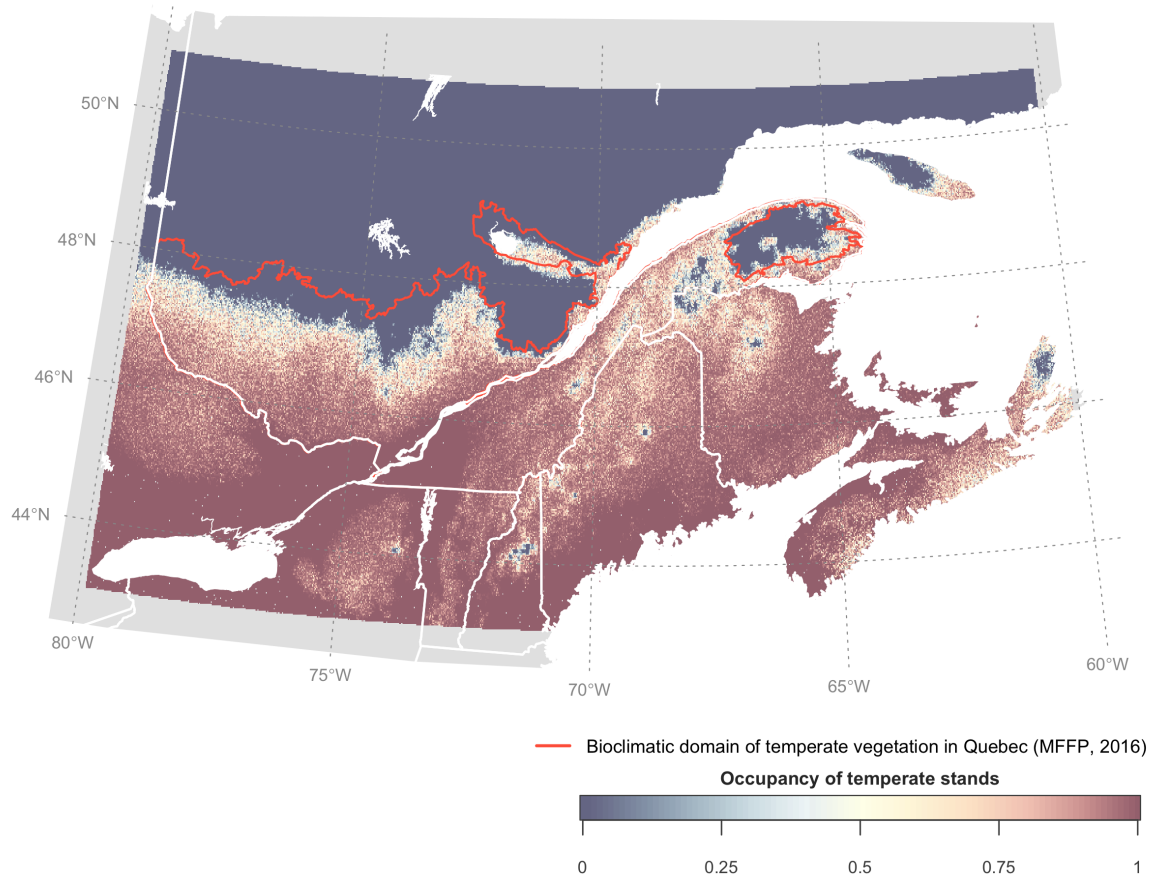 50°N
48°N
46°N
44°N
80°W
75°W
70°W
65°W
60°W
Bioclimatic domain of temperate vegetation in Quebec (MFFP, 2016)
Occupancy of temperate stands
0 0.25 0.5 0.75 1